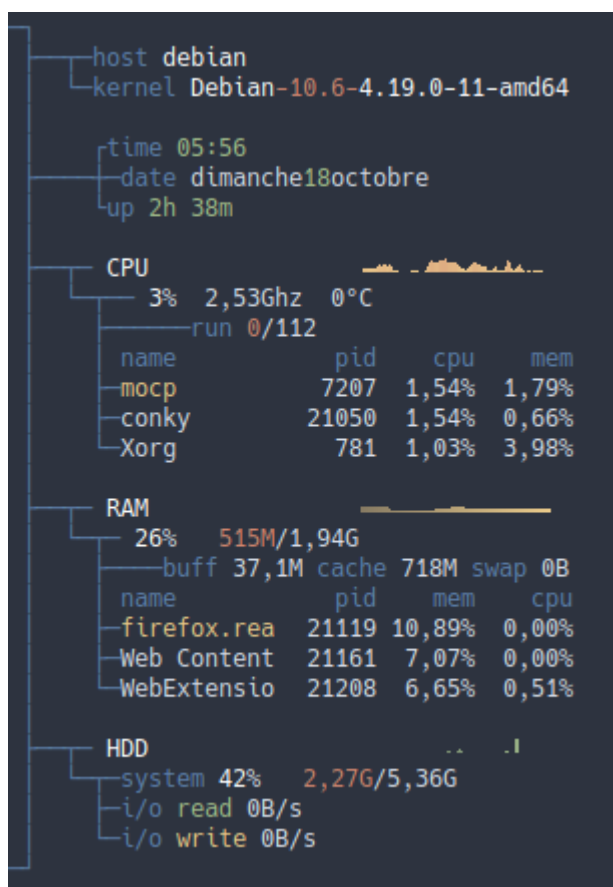 host debian
kernel Debian-10.6-4.19.0-11-amd64
time 05:56
date dimanche18octobre
up 2h 38m
CPU
3% 2,53Ghz 0°C
run 0/112
name pid cpu mem
mocp 7207 1,54% 1,79%
conky 21050 1,54% 0,66%
Xorg 781 1,03% 3,98%
RAM
26% 515M/1,94G
buff 37,1M cache 718M swap 0B
name pid mem cpu
firefox.rea 21119 10,89% 0,00%
Web Content 21161 7,07% 0,00%
WebExtensio 21208 6,65% 0,51%
HDD
system 42% 2,27G/5,36G
i/o read 0B/s
i/o write 0B/s